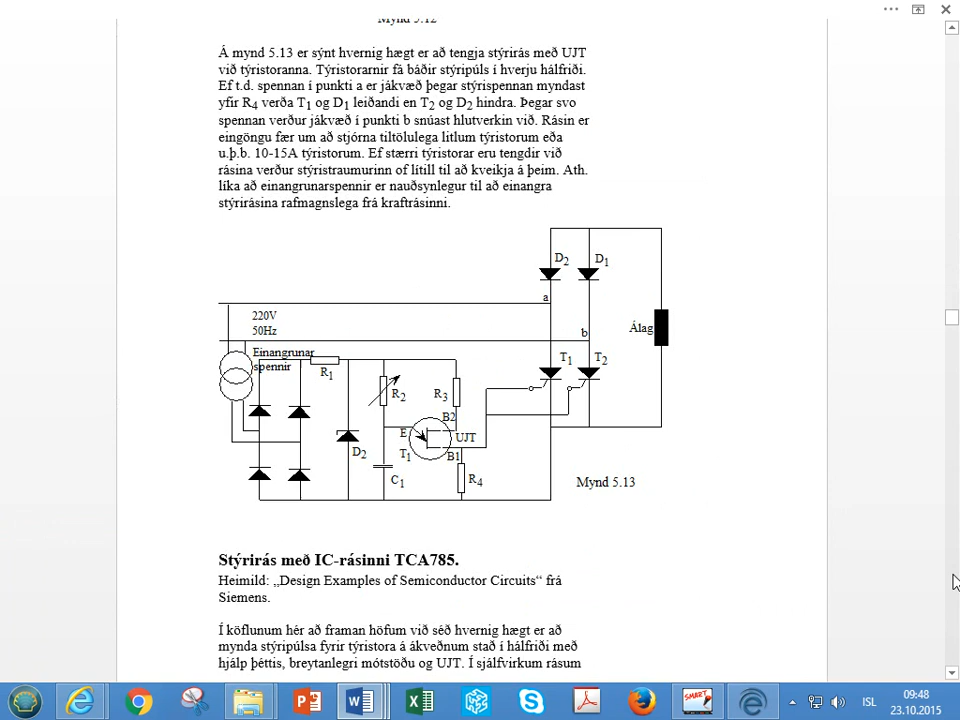 Mynd 5.12
Á mynd 5.13 er sýnt hvernig hægt er að tengja stýrirás með UJT
við týristoranna. Týristorarnir fá báðir stýripúls í hverju hálfriði.
Ef t.d. spennan í punkti a er jákvæð þegar stýrispennan myndast
yfir R4 verða T1 og D1 leiðandi en T2 og D2 hindra. Þegar svo
spennan verður jákvæð í punkti b snúast hlutverkin við. Rásin er
eingöngu fær um að stjórna tiltölulega litlum týristorum eða
u.þ.b. 10-15A týristorum. Ef stærri týristorar eru tengdir við
rásina verður stýristraumurinn of lítill til að kveikja á þeim. Ath.
líka að einangrunarspennir er nauðsynlegur til að einangra
stýrirásina rafmagnslega frá kraftrásinni.
D2
D1
a
220V
50Hz
b
Álag
Einangrunar
spennir
T1
T2
R1
R2
R3
B2
E
UJT
D2
T1
B1
C1
R4
Mynd 5.13
Stýrirás með IC-rásinni TCA785.
Heimild: „Design Examples of Semiconductor Circuits“ frá
Siemens.
Í köflunum hér að framan höfum við séð hvernig hægt er að
mynda stýripúlsa fyrir týristora á ákveðnum stað í hálfriði með
hjálp þéttis, breytanlegri mótstöðu og UJT. Í sjálfvirkum rásum
SMART
ISL
09:48
23.10.2015